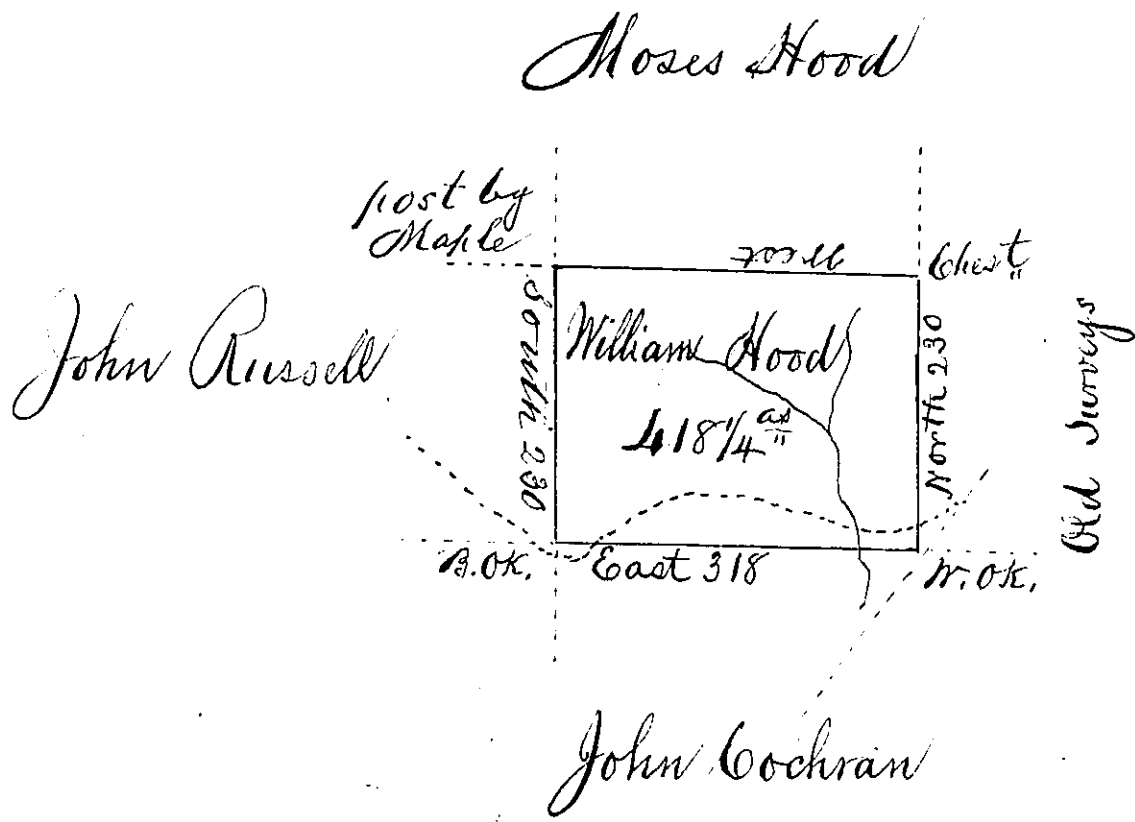 Moses Hood
post by
Maple
West
Chest"
John Russell
South 230
William Hood
418 1/4 as"
North 230
Old Surveys
B.OK.
East 318
W.OK.
John Cochran